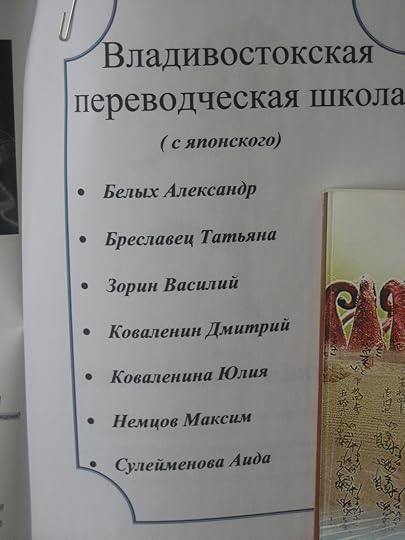 Владивостокская
переводческая школа
( с японского)
• Белых Александр
• Бреславец Татьяна
• Зорин Василий
• Коваленин Дмитрий
• Коваленина Юлия
• Немцов Максим
• Сулейменова Аида